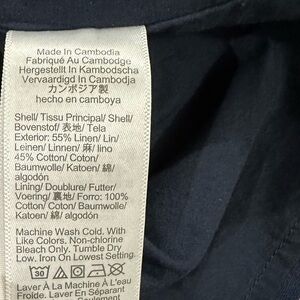 Made In Cambodia
Fabriqué Au Cambodge
Hergestellt In Kambodscha
Vervaardigd In Cambodja
カンボジア製
hecho en camboya
Shell/ Tissu Principal/ Shell/
Bovenstof/ 表地/ Tela
Exterior: 55% Linen/ Lin/
Leinen/ Linnen/ 麻/ lino
45% Cotton/ Coton/
Baumwolle/ Katoen/ 綿/
algodón
Lining/ Doublure/ Futter/
Voering/ 裏地/ Forro: 100%
Cotton/ Coton/ Baumwolle/
Katoen/ 綿/ algodón
Machine Wash Cold. With
Like Colors. Non-chlorine
Bleach Only. Tumble Dry
Low. Iron On Lowest Setting
30
Laver À La Machine À L'eau
Froide. Laver En Séparant
Seulement